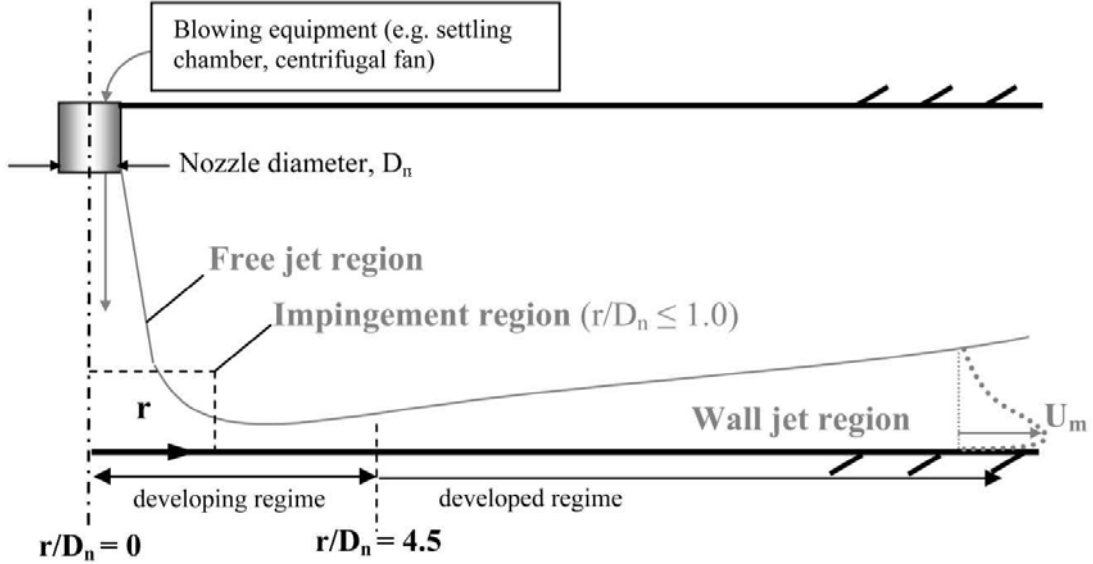 Blowing equipment (e.g. settling
chamber, centrifugal fan)
Nozzle diameter, Dₙ
Free jet region
Impingement region (r/Dₙ ≤ 1.0)
r
Wall jet region
Uₘ
developing regime
developed regime
r/Dₙ = 0
r/Dₙ = 4.5